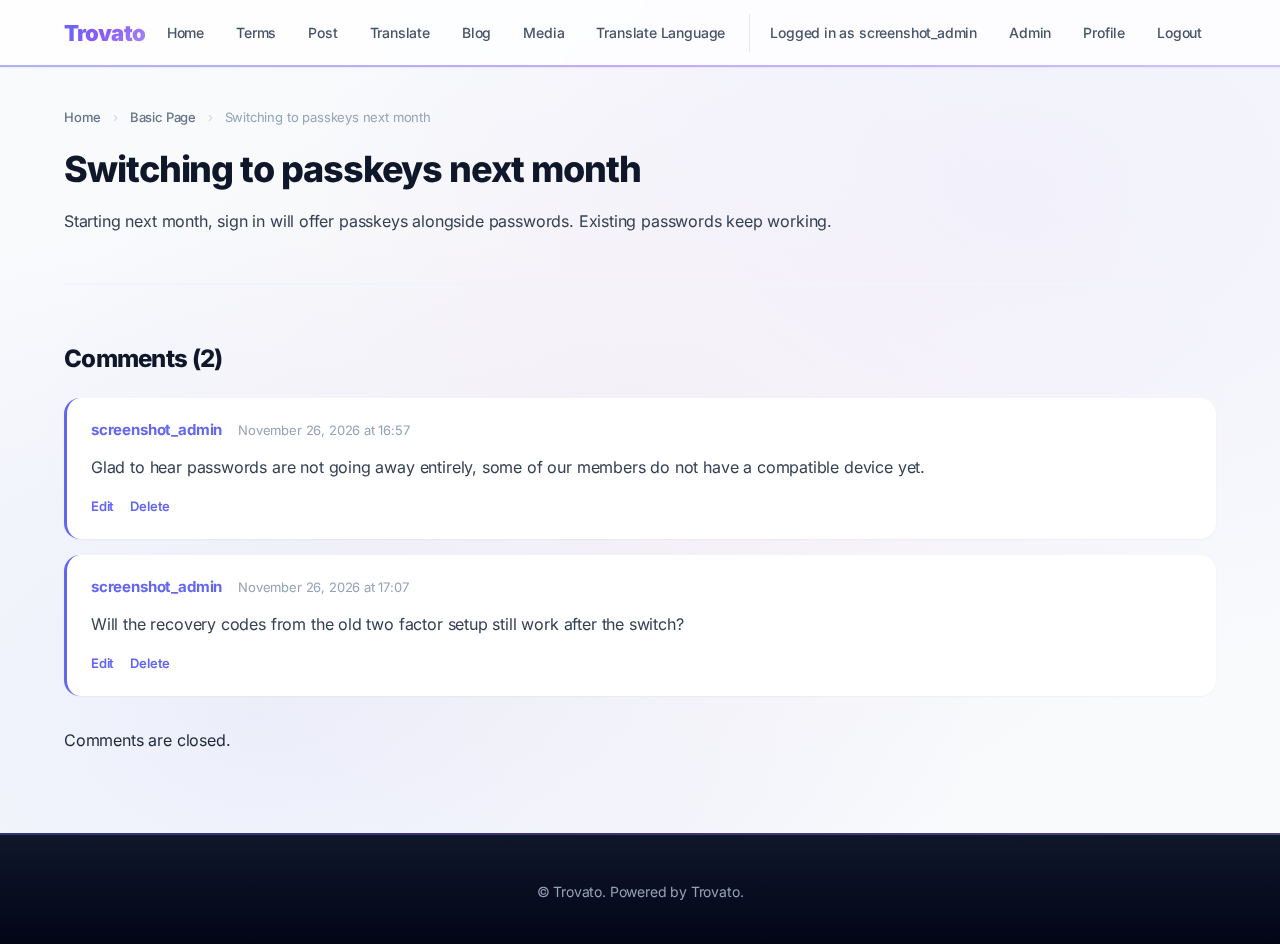 Trovato Home Terms Post Translate Blog Media Translate Language Logged in as screenshot_admin Admin Profile Logout
Home › Basic Page › Switching to passkeys next month
Switching to passkeys next month
Starting next month, sign in will offer passkeys alongside passwords. Existing passwords keep working.
Comments (2)
screenshot_admin November 26, 2026 at 16:57
Glad to hear passwords are not going away entirely, some of our members do not have a compatible device yet.
Edit Delete
screenshot_admin November 26, 2026 at 17:07
Will the recovery codes from the old two factor setup still work after the switch?
Edit Delete
Comments are closed.
© Trovato. Powered by Trovato.